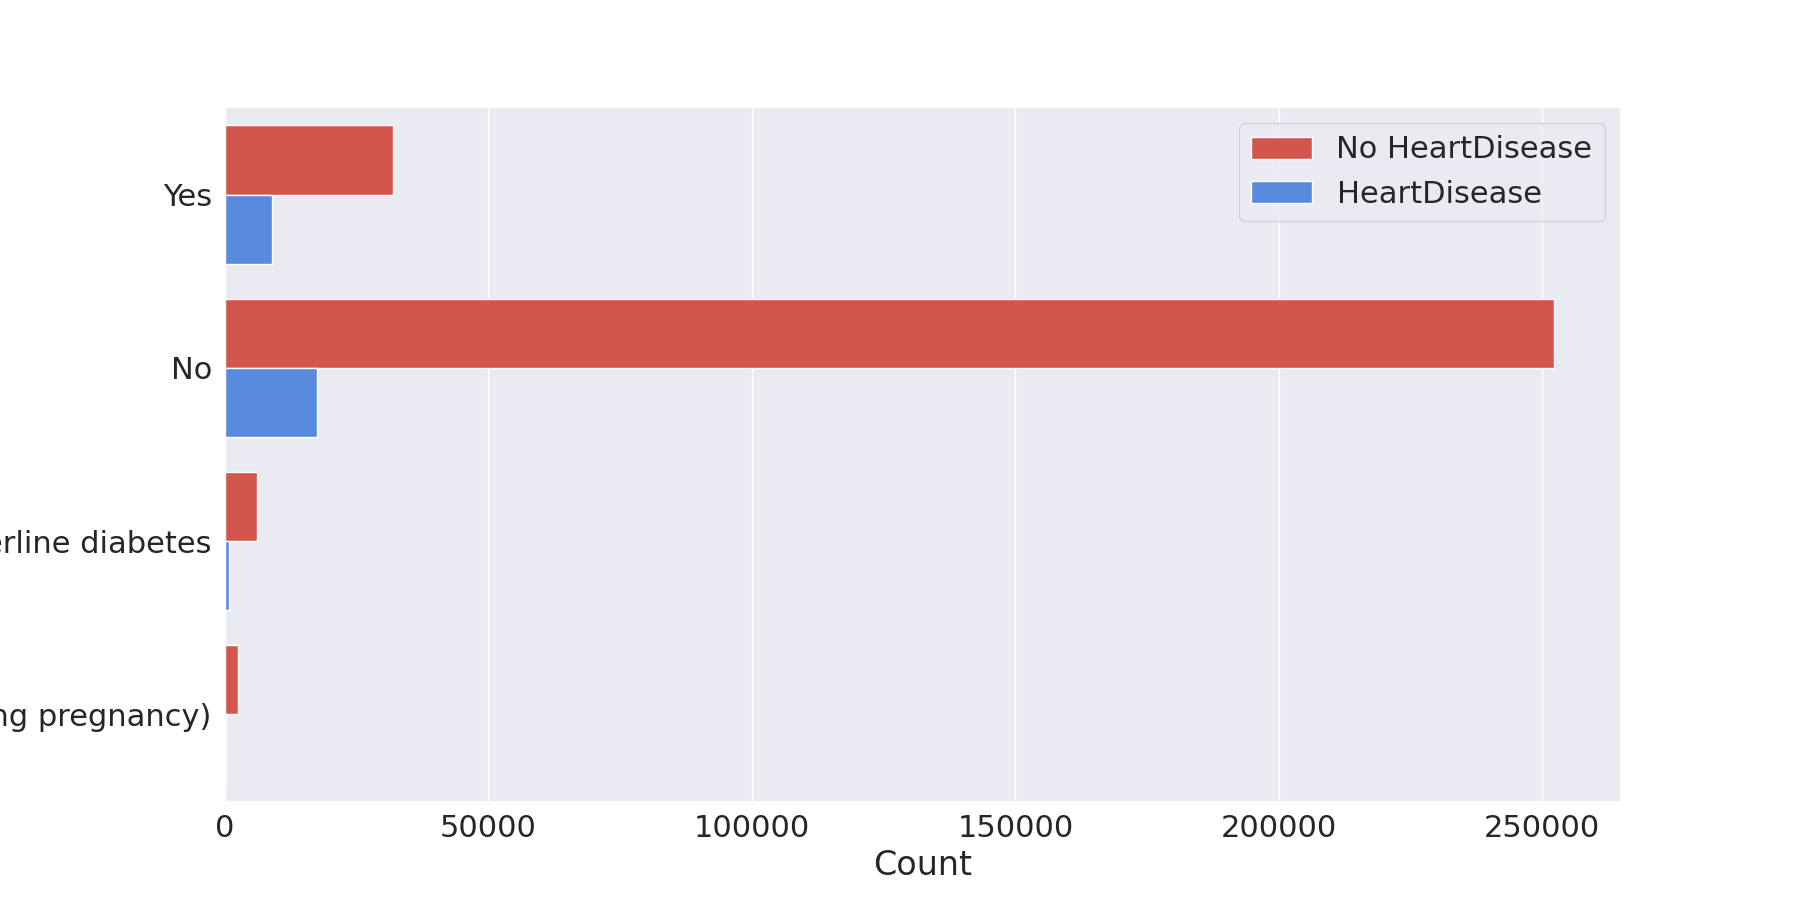 No HeartDisease
HeartDisease
Yes
No
erline diabetes
ng pregnancy)
0 50000 100000 150000 200000 250000
Count